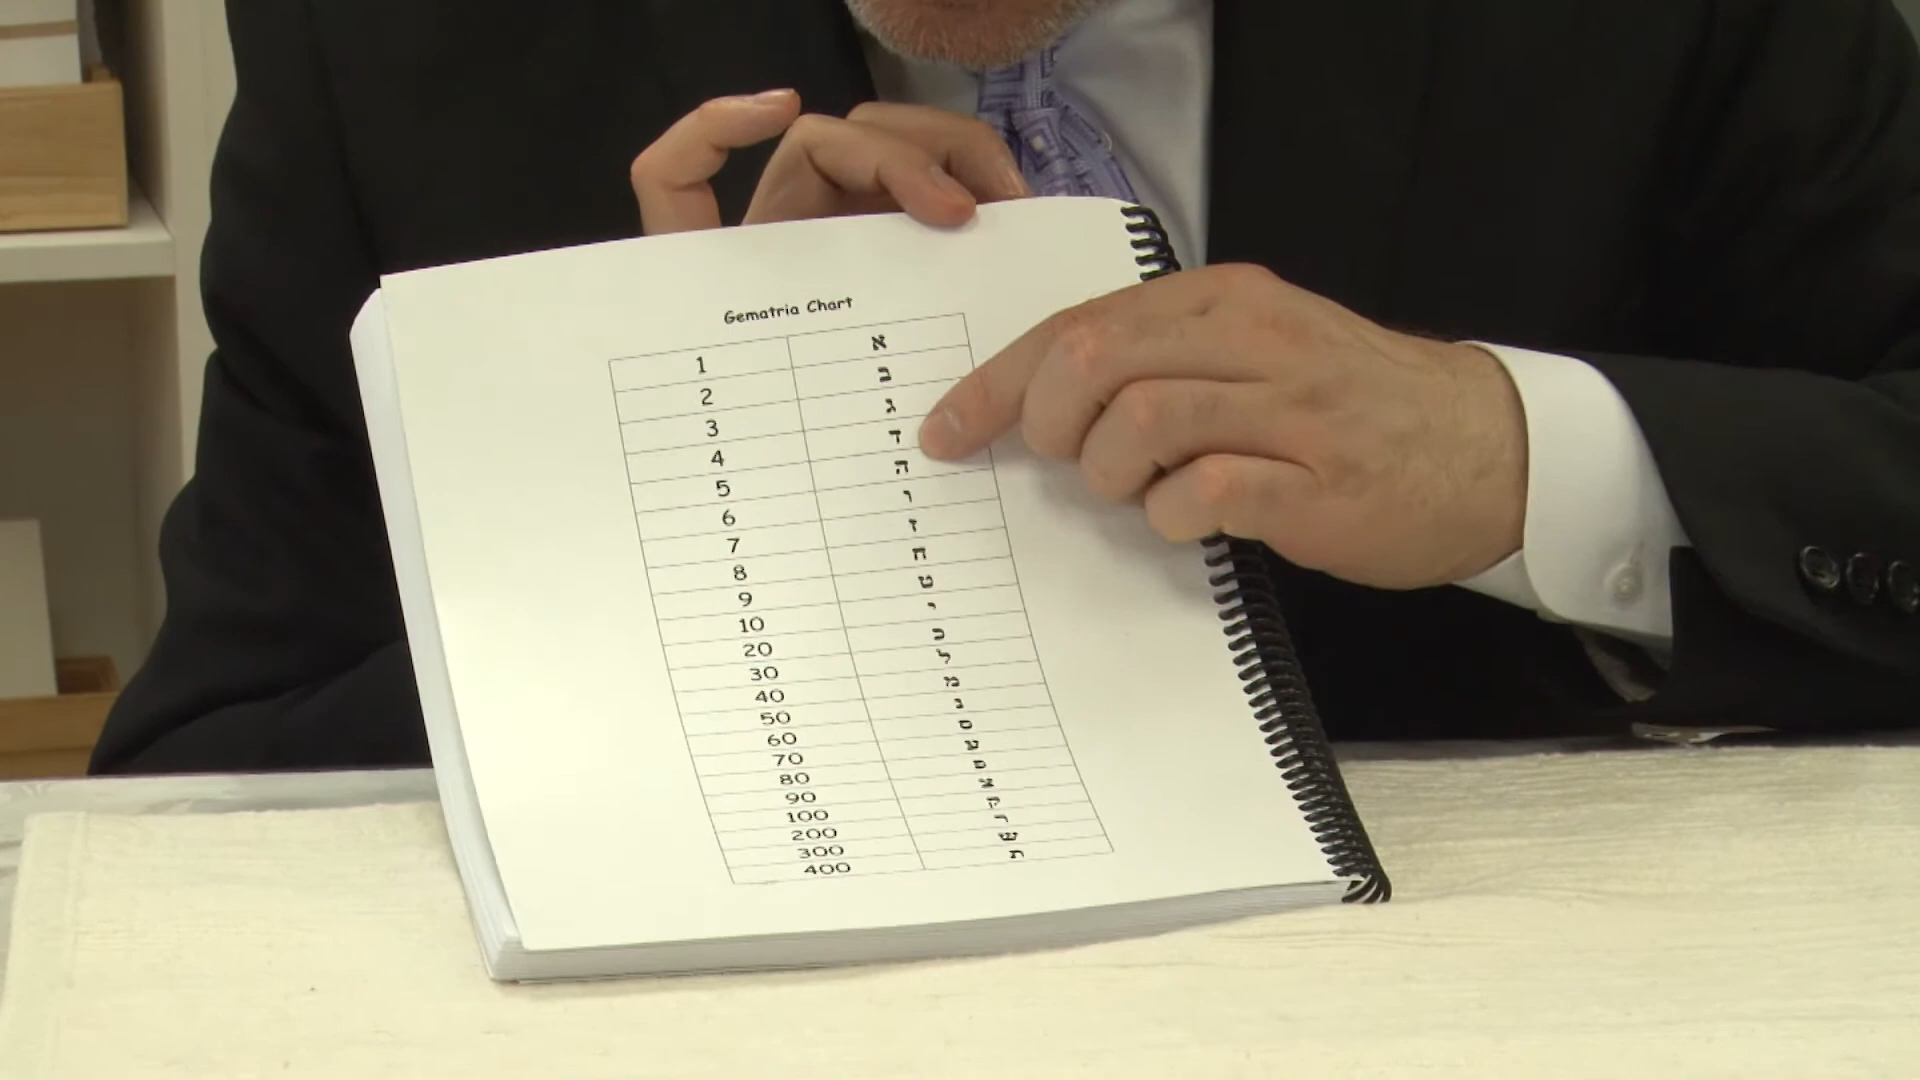 Gematria Chart
1 א
2 ב
3 ג
4 ד
5 ה
6 ו
7 ז
8 ח
9 ט
10 י
20 כ
30 ל
40 מ
50 נ
60 ס
70 ע
80 פ
90 צ
100 ק
200 ר
300 ש
400 ת